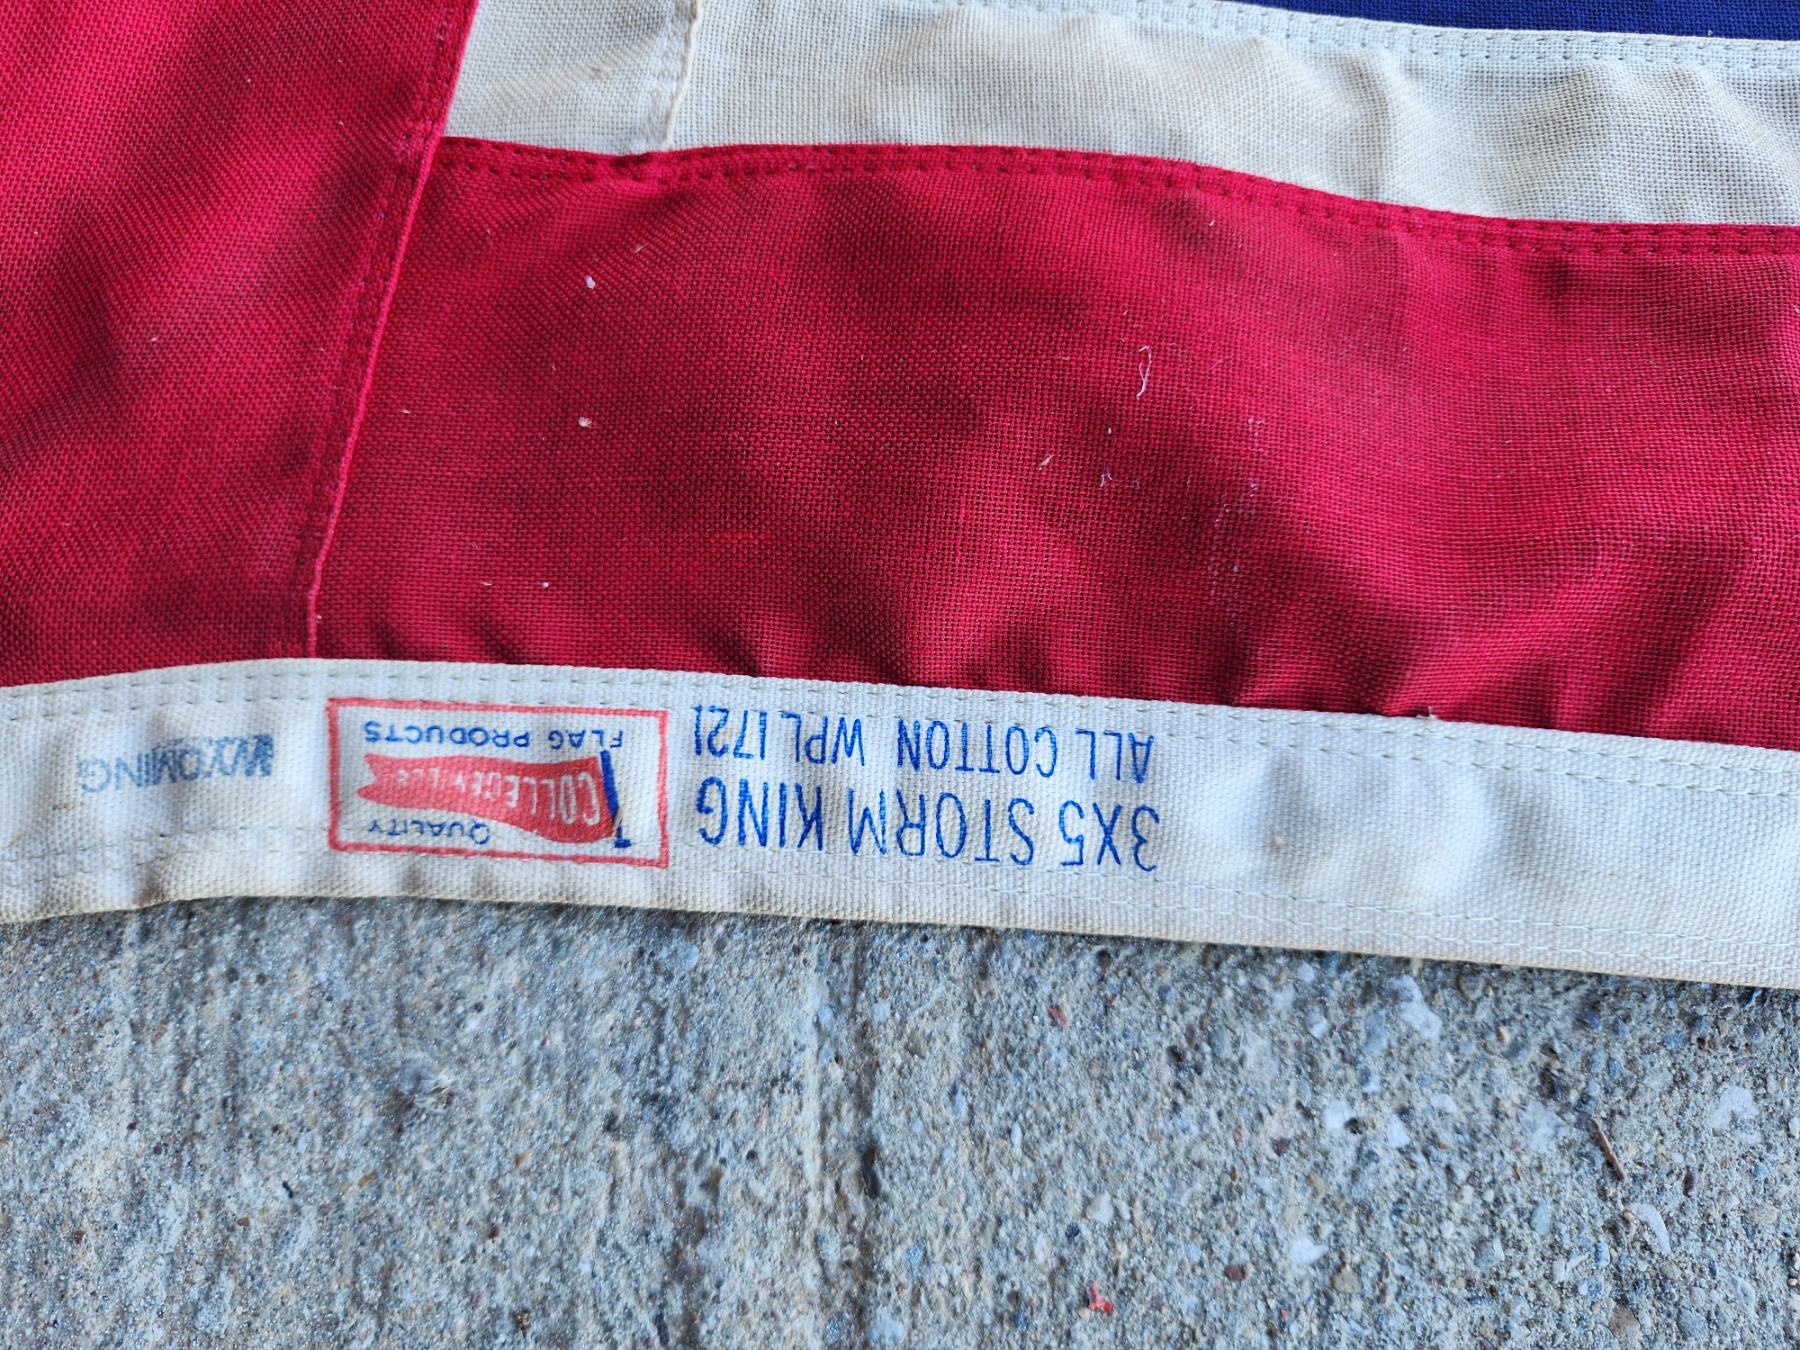 3X5 STORM KING
ALL COTTON WPL1721
QUALITY
COLLEGEVILLE
FLAG PRODUCTS
WYOMING